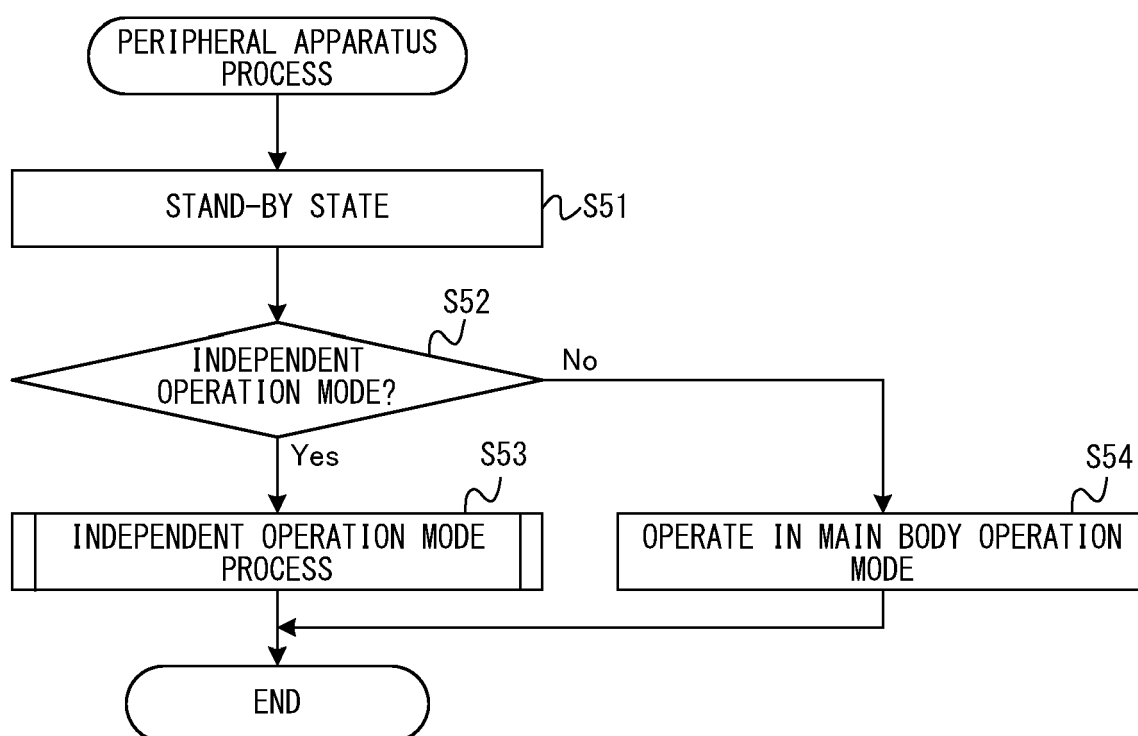 PERIPHERAL APPARATUS
PROCESS
STAND-BY STATE
S51
S52
INDEPENDENT
OPERATION MODE?
No
Yes
S53
S54
INDEPENDENT OPERATION MODE
PROCESS
OPERATE IN MAIN BODY OPERATION
MODE
END